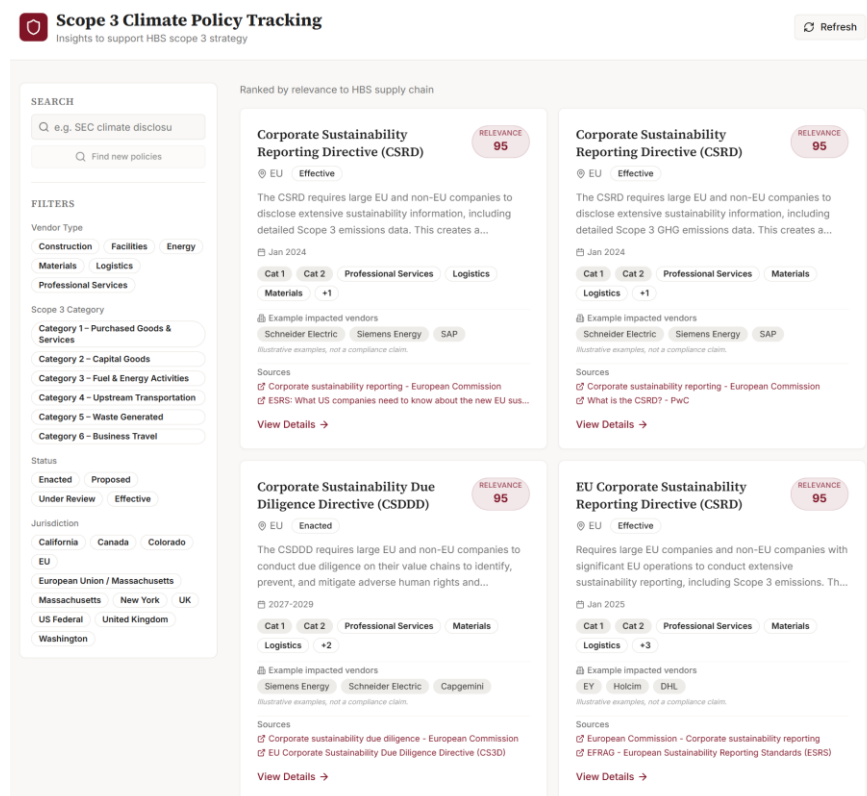 Scope 3 Climate Policy Tracking
Insights to support HBS scope 3 strategy
Refresh
SEARCH
e.g. SEC climate disclosu
Find new policies
FILTERS
Vendor Type
Construction Facilities Energy
Materials Logistics
Professional Services
Scope 3 Category
Category 1 – Purchased Goods &
Services
Category 2 – Capital Goods
Category 3 – Fuel & Energy Activities
Category 4 – Upstream Transportation
Category 5 – Waste Generated
Category 6 – Business Travel
Status
Enacted Proposed
Under Review Effective
Jurisdiction
California Canada Colorado
EU
European Union / Massachusetts
Massachusetts New York UK
US Federal United Kingdom
Washington
Ranked by relevance to HBS supply chain
Corporate Sustainability
Reporting Directive (CSRD)
RELEVANCE
95
EU Effective
The CSRD requires large EU and non-EU companies to
disclose extensive sustainability information, including
detailed Scope 3 emissions data. This creates a...
Jan 2024
Cat 1 Cat 2 Professional Services Logistics
Materials +1
Example impacted vendors
Schneider Electric Siemens Energy SAP
Illustrative examples, not a compliance claim.
Sources
Corporate sustainability reporting - European Commission
ESRS: What US companies need to know about the new EU sus...
View Details →
Corporate Sustainability
Reporting Directive (CSRD)
RELEVANCE
95
EU Effective
The CSRD requires large EU and non-EU companies to
disclose extensive sustainability information, including
detailed Scope 3 GHG emissions data. This creates a...
Jan 2024
Cat 1 Cat 2 Professional Services Materials
Logistics +1
Example impacted vendors
Schneider Electric Siemens Energy SAP
Illustrative examples, not a compliance claim.
Sources
Corporate sustainability reporting - European Commission
What is the CSRD? - PwC
View Details →
Corporate Sustainability Due
Diligence Directive (CSDDD)
RELEVANCE
95
EU Enacted
The CSDDD requires large EU and non-EU companies to
conduct due diligence on their value chains to identify,
prevent, and mitigate adverse human rights and...
2027-2029
Cat 1 Cat 2 Professional Services Materials
Logistics +2
Example impacted vendors
Siemens Energy Schneider Electric Capgemini
Illustrative examples, not a compliance claim.
Sources
Corporate sustainability due diligence - European Commission
EU Corporate Sustainability Due Diligence Directive (CS3D)
View Details →
EU Corporate Sustainability
Reporting Directive (CSRD)
RELEVANCE
95
EU Effective
Requires large EU companies and non-EU companies with
significant EU operations to conduct extensive
sustainability reporting, including Scope 3 emissions. Th...
Jan 2025
Cat 1 Cat 2 Professional Services Materials
Logistics +3
Example impacted vendors
EY Holcim DHL
Illustrative examples, not a compliance claim.
Sources
European Commission - Corporate sustainability reporting
EFRAG - European Sustainability Reporting Standards (ESRS)
View Details →